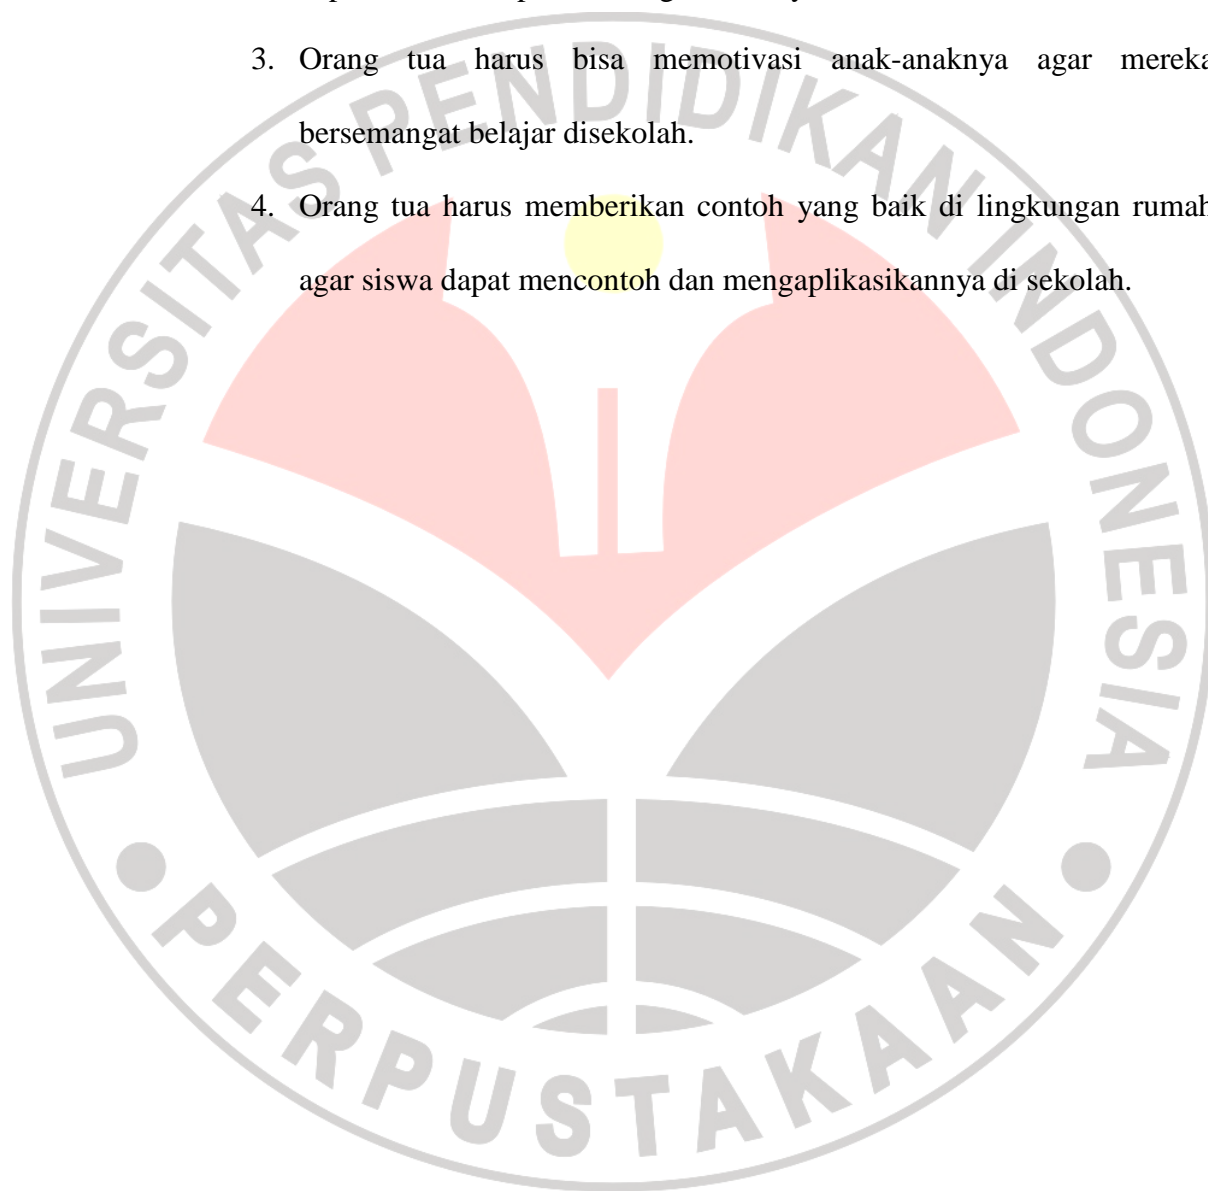 3. Orang tua harus bisa memotivasi anak-anaknya agar mereka
bersemangat belajar disekolah.
4. Orang tua harus memberikan contoh yang baik di lingkungan rumah
agar siswa dapat mencontoh dan mengaplikasikannya di sekolah.
UNIVERSITAS PENDIDIKAN INDONESIA
PERPUSTAKAAN